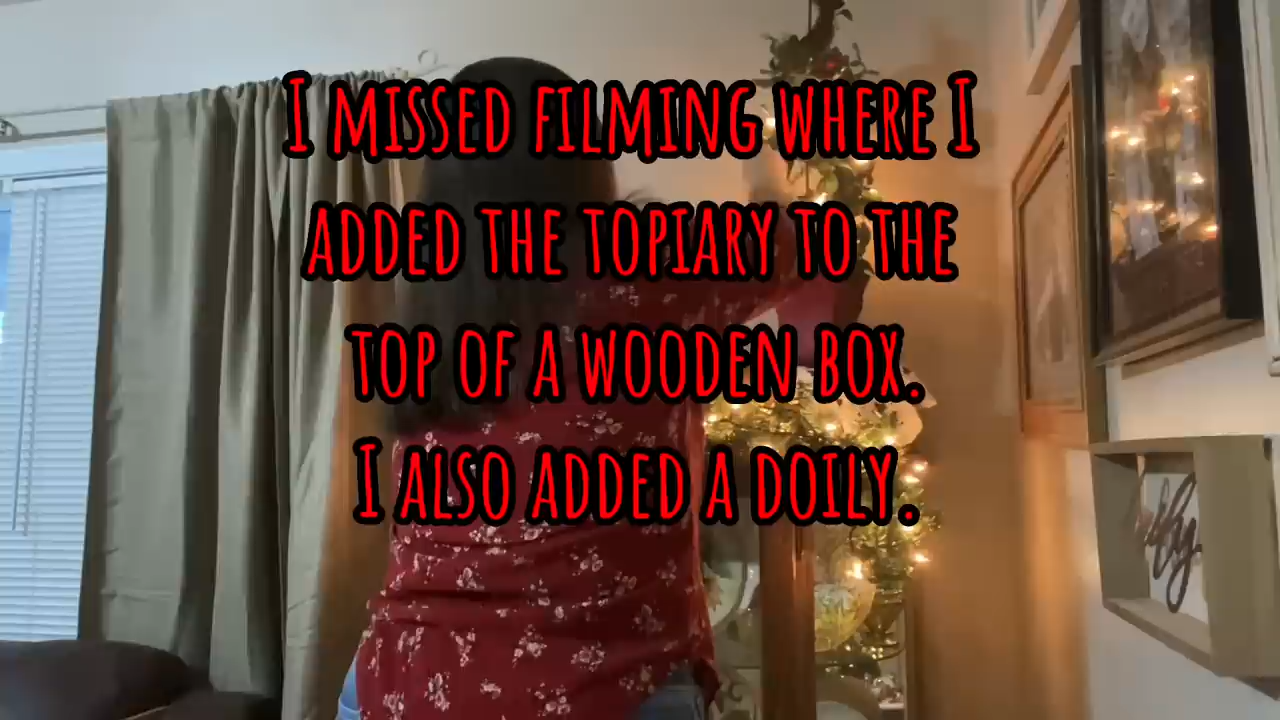 I MISSED FILMING WHERE I
ADDED THE TOPIARY TO THE
TOP OF A WOODEN BOX.
I ALSO ADDED A DOILY.